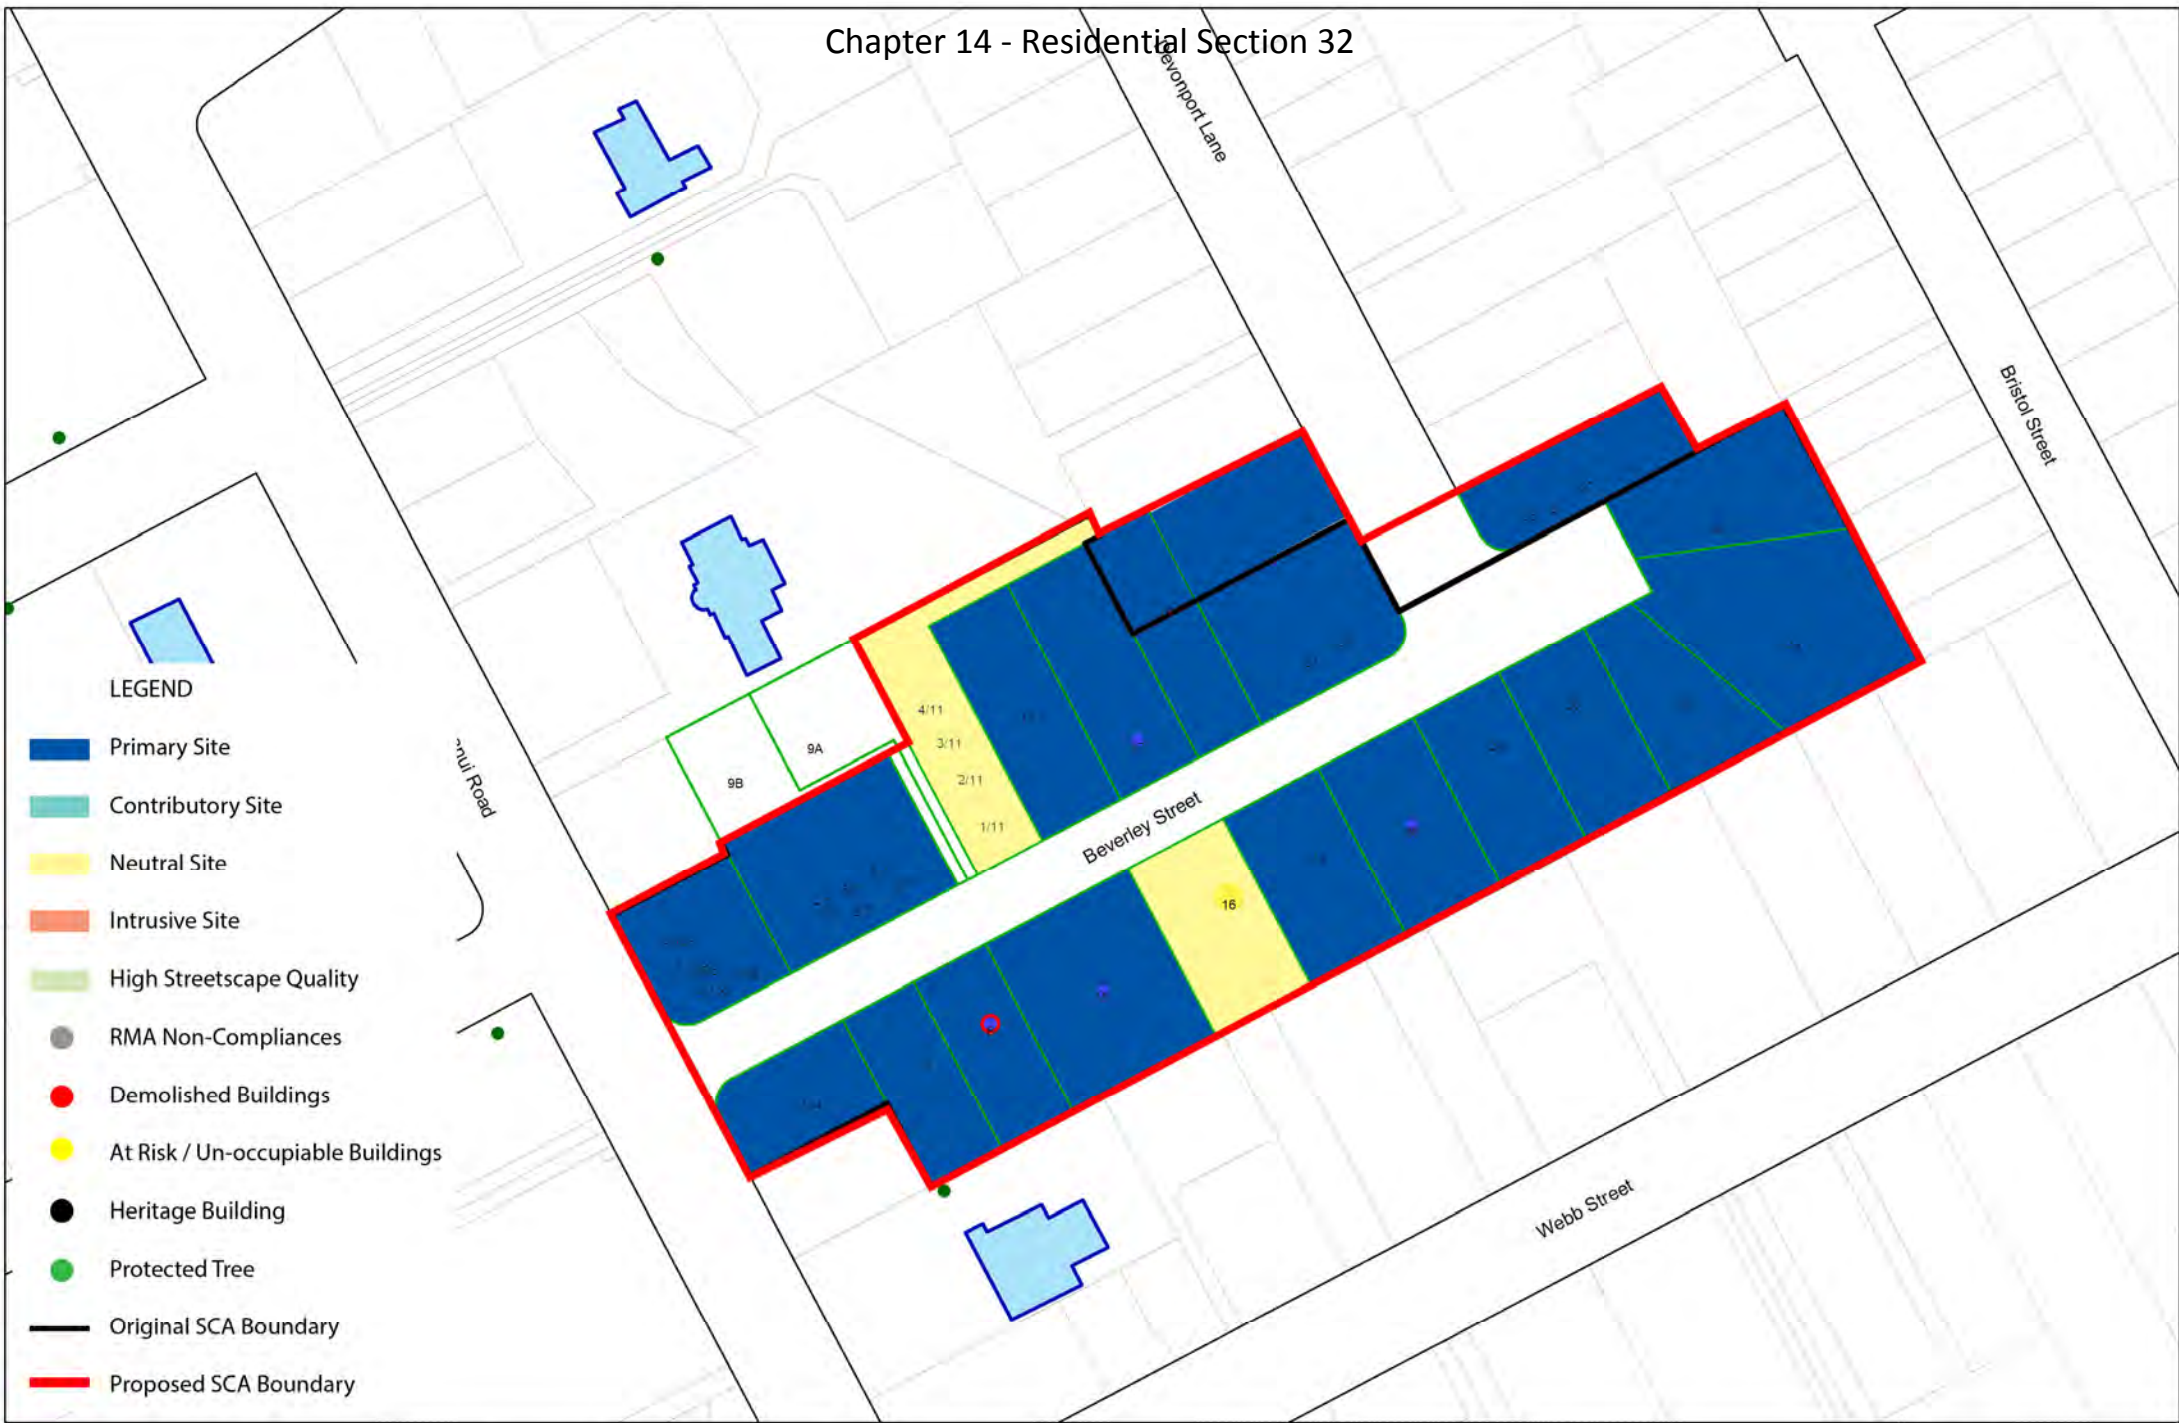 Chapter 14 - Residential Section 32
Devonport Lane
Bristol Street
4/11
3/11
2/11
1/11
9A
9B
anui Road
Beverley Street
16
Webb Street
LEGEND
Primary Site
Contributory Site
Neutral Site
Intrusive Site
High Streetscape Quality
RMA Non-Compliances
Demolished Buildings
At Risk / Un-occupiable Buildings
Heritage Building
Protected Tree
Original SCA Boundary
Proposed SCA Boundary